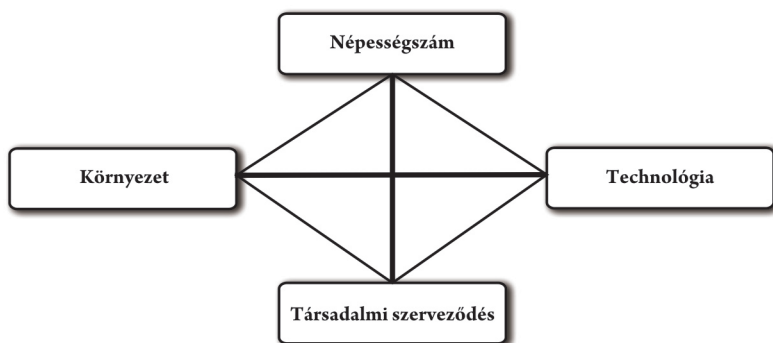 Népességszám
Környezet
Technológia
Társadalmi szerveződés